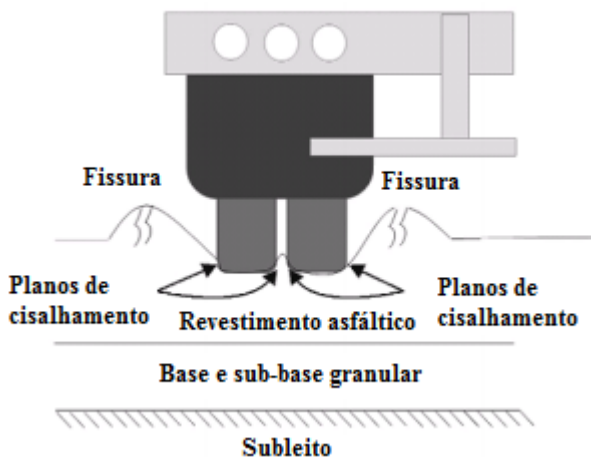 Fissura
Fissura
Planos de
cisalhamento
Revestimento asfáltico
Planos de
cisalhamento
Base e sub-base granular
Subleito